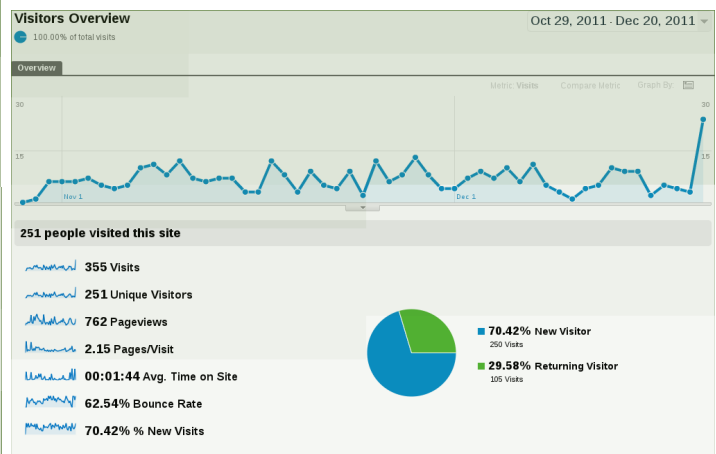 Visitors Overview
Oct 29, 2011 - Dec 20, 2011
100.00% of total visits
Overview
Metric: Visits
Compare Metric
Graph By:
30
30
15
15
Nov 1
Dec 1
251 people visited this site
355 Visits
251 Unique Visitors
762 Pageviews
2.15 Pages/Visit
00:01:44 Avg. Time on Site
62.54% Bounce Rate
70.42% % New Visits
70.42% New Visitor
250 Visits
29.58% Returning Visitor
105 Visits